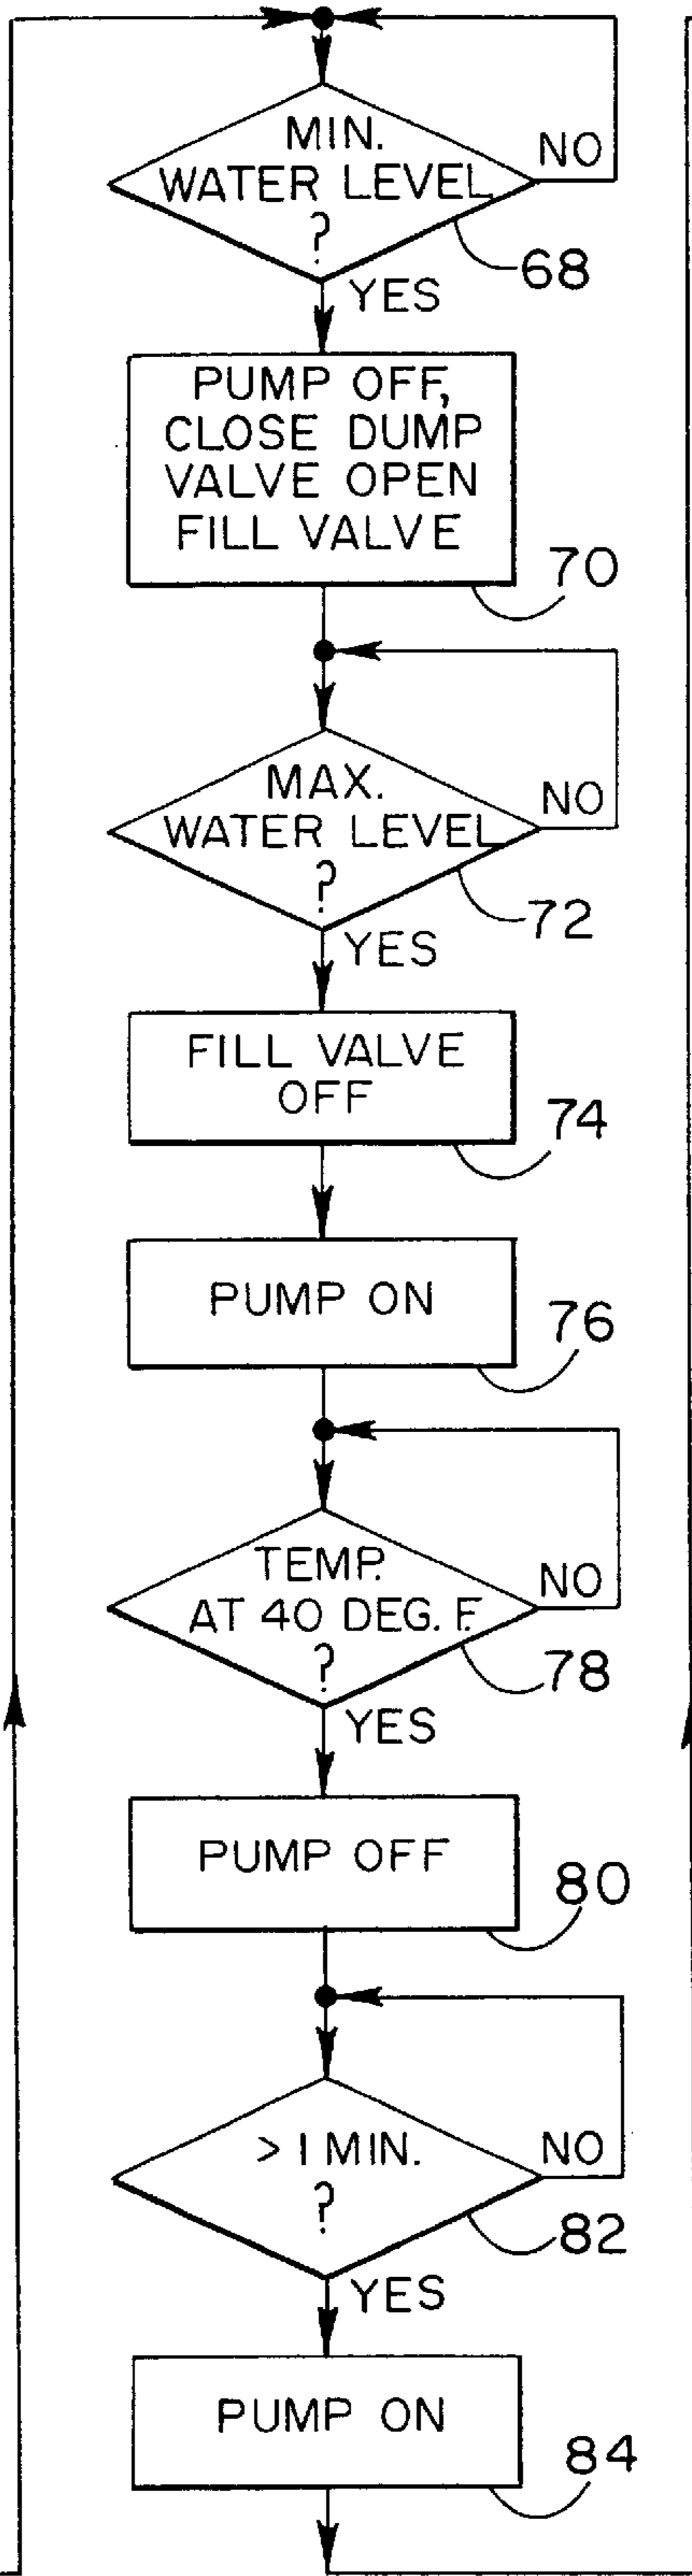 MIN.
NO
WATER LEVEL
?
68
YES
PUMP OFF,
CLOSE DUMP
VALVE OPEN
FILL VALVE
70
MAX.
NO
WATER LEVEL
?
72
YES
FILL VALVE
OFF
74
PUMP ON
76
TEMP.
NO
AT 40 DEG. F.
?
78
YES
PUMP OFF
80
> 1 MIN.
NO
?
82
YES
PUMP ON
84